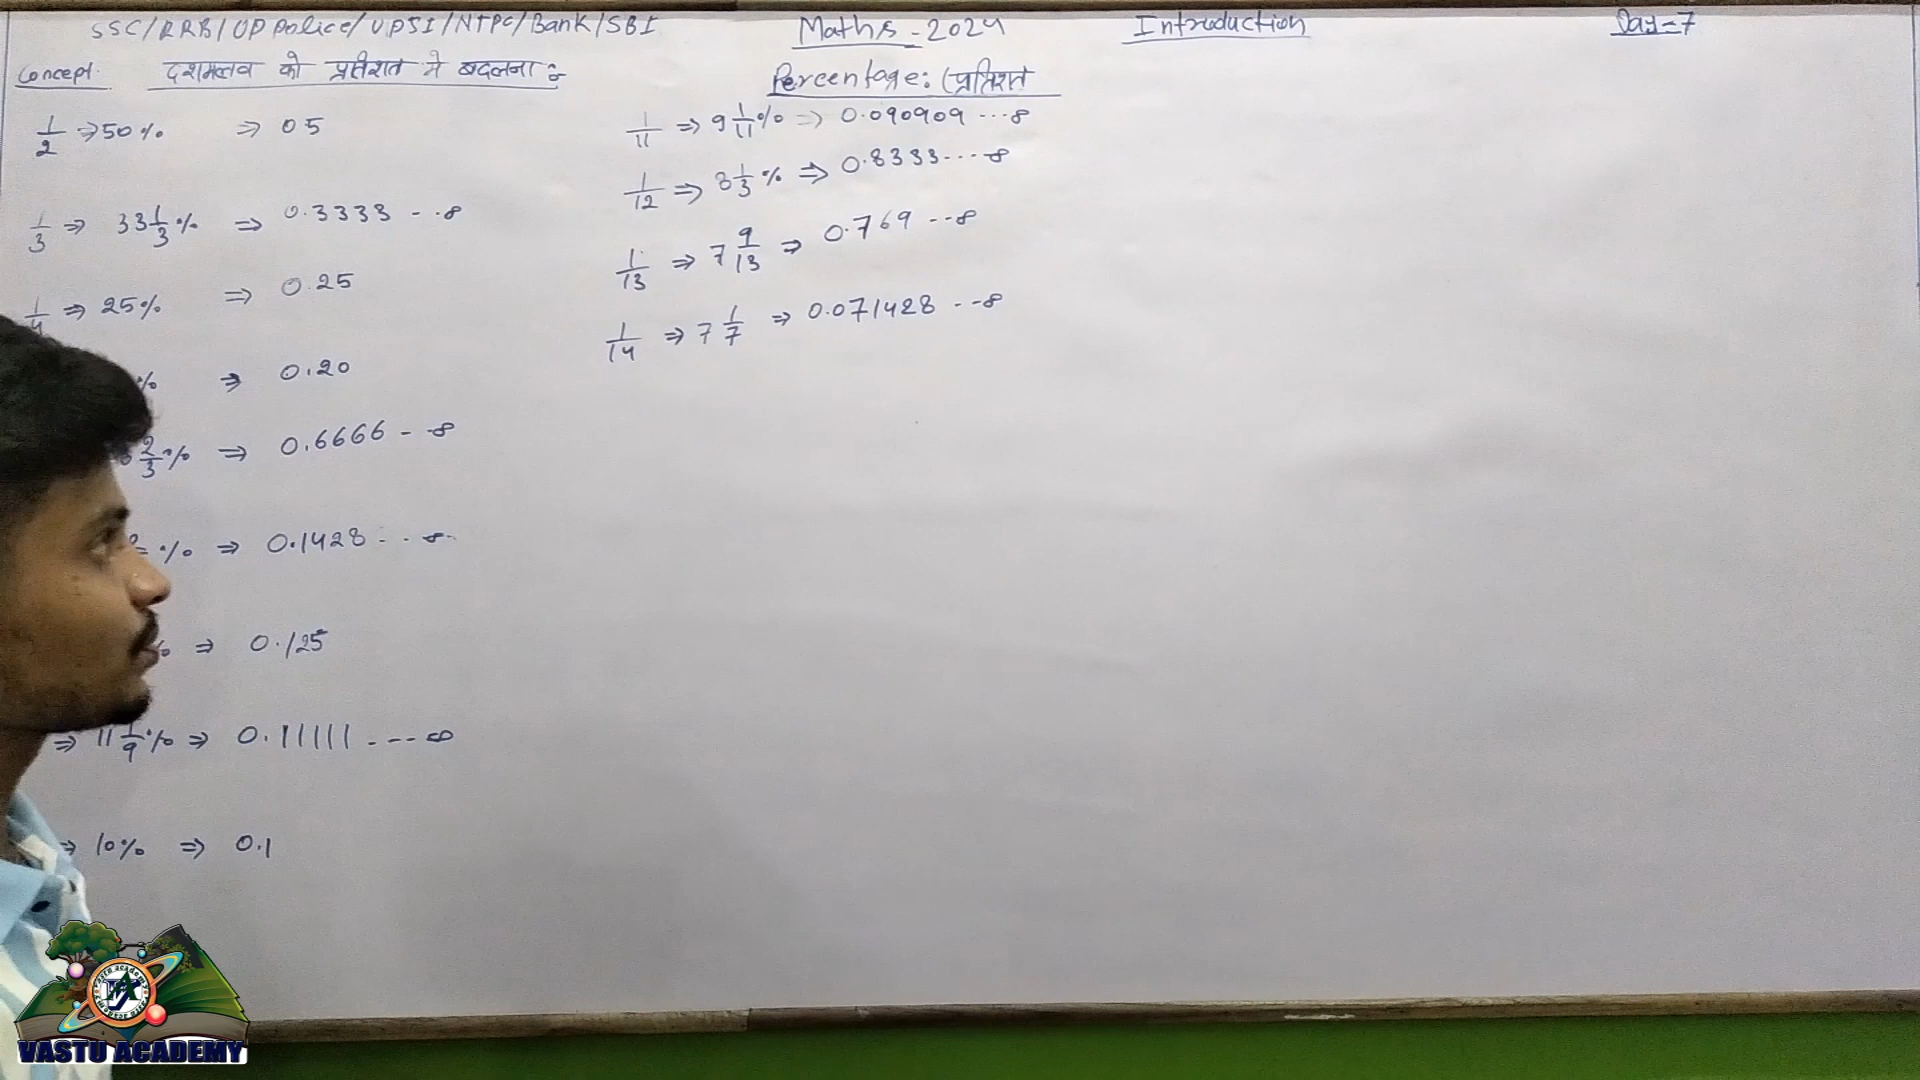 SSC/RRB/UP Police/UPSI/NTPC/Bank/SBI Maths-2024 Introduction Day-7
Concept: दशमलव को प्रतिशत मे बदलना :- Percentage: (प्रतिशत
1/2 ⇒ 50% ⇒ 05
1/3 ⇒ 33 1/3% ⇒ 0.3333 - - ∞
1/4 ⇒ 25% ⇒ 0.25
% ⇒ 0.20
2/3% ⇒ 0.6666 - - ∞
% ⇒ 0.1428 - - ∞
% ⇒ 0.125
⇒ 11 1/9% ⇒ 0.11111 - - - ∞
⇒ 10% ⇒ 0.1
1/11 ⇒ 9 1/11% ⇒ 0.090909 --- ∞
1/12 ⇒ 8 1/3% ⇒ 0.8333 --- ∞
1/13 ⇒ 7 9/13 ⇒ 0.769 -- ∞
1/14 ⇒ 7 1/7 ⇒ 0.071428 -- ∞
VASTU ACADEMY